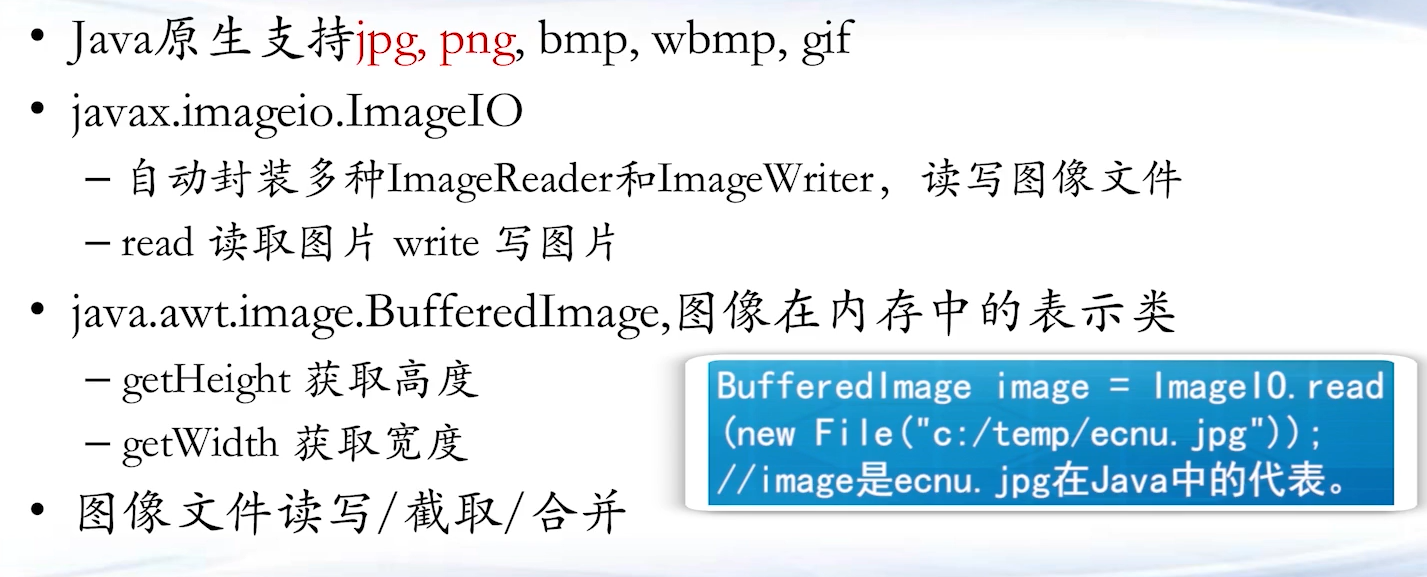 • Java原生支持jpg, png, bmp, wbmp, gif
• javax.imageio.ImageIO
– 自动封装多种ImageReader和ImageWriter，读写图像文件
– read 读取图片 write 写图片
• java.awt.image.BufferedImage,图像在内存中的表示类
– getHeight 获取高度
– getWidth 获取宽度
• 图像文件读写/截取/合并
BufferedImage image = ImageIO.read
(new File("c:/temp/ecnu.jpg"));
//image是ecnu.jpg在Java中的代表。